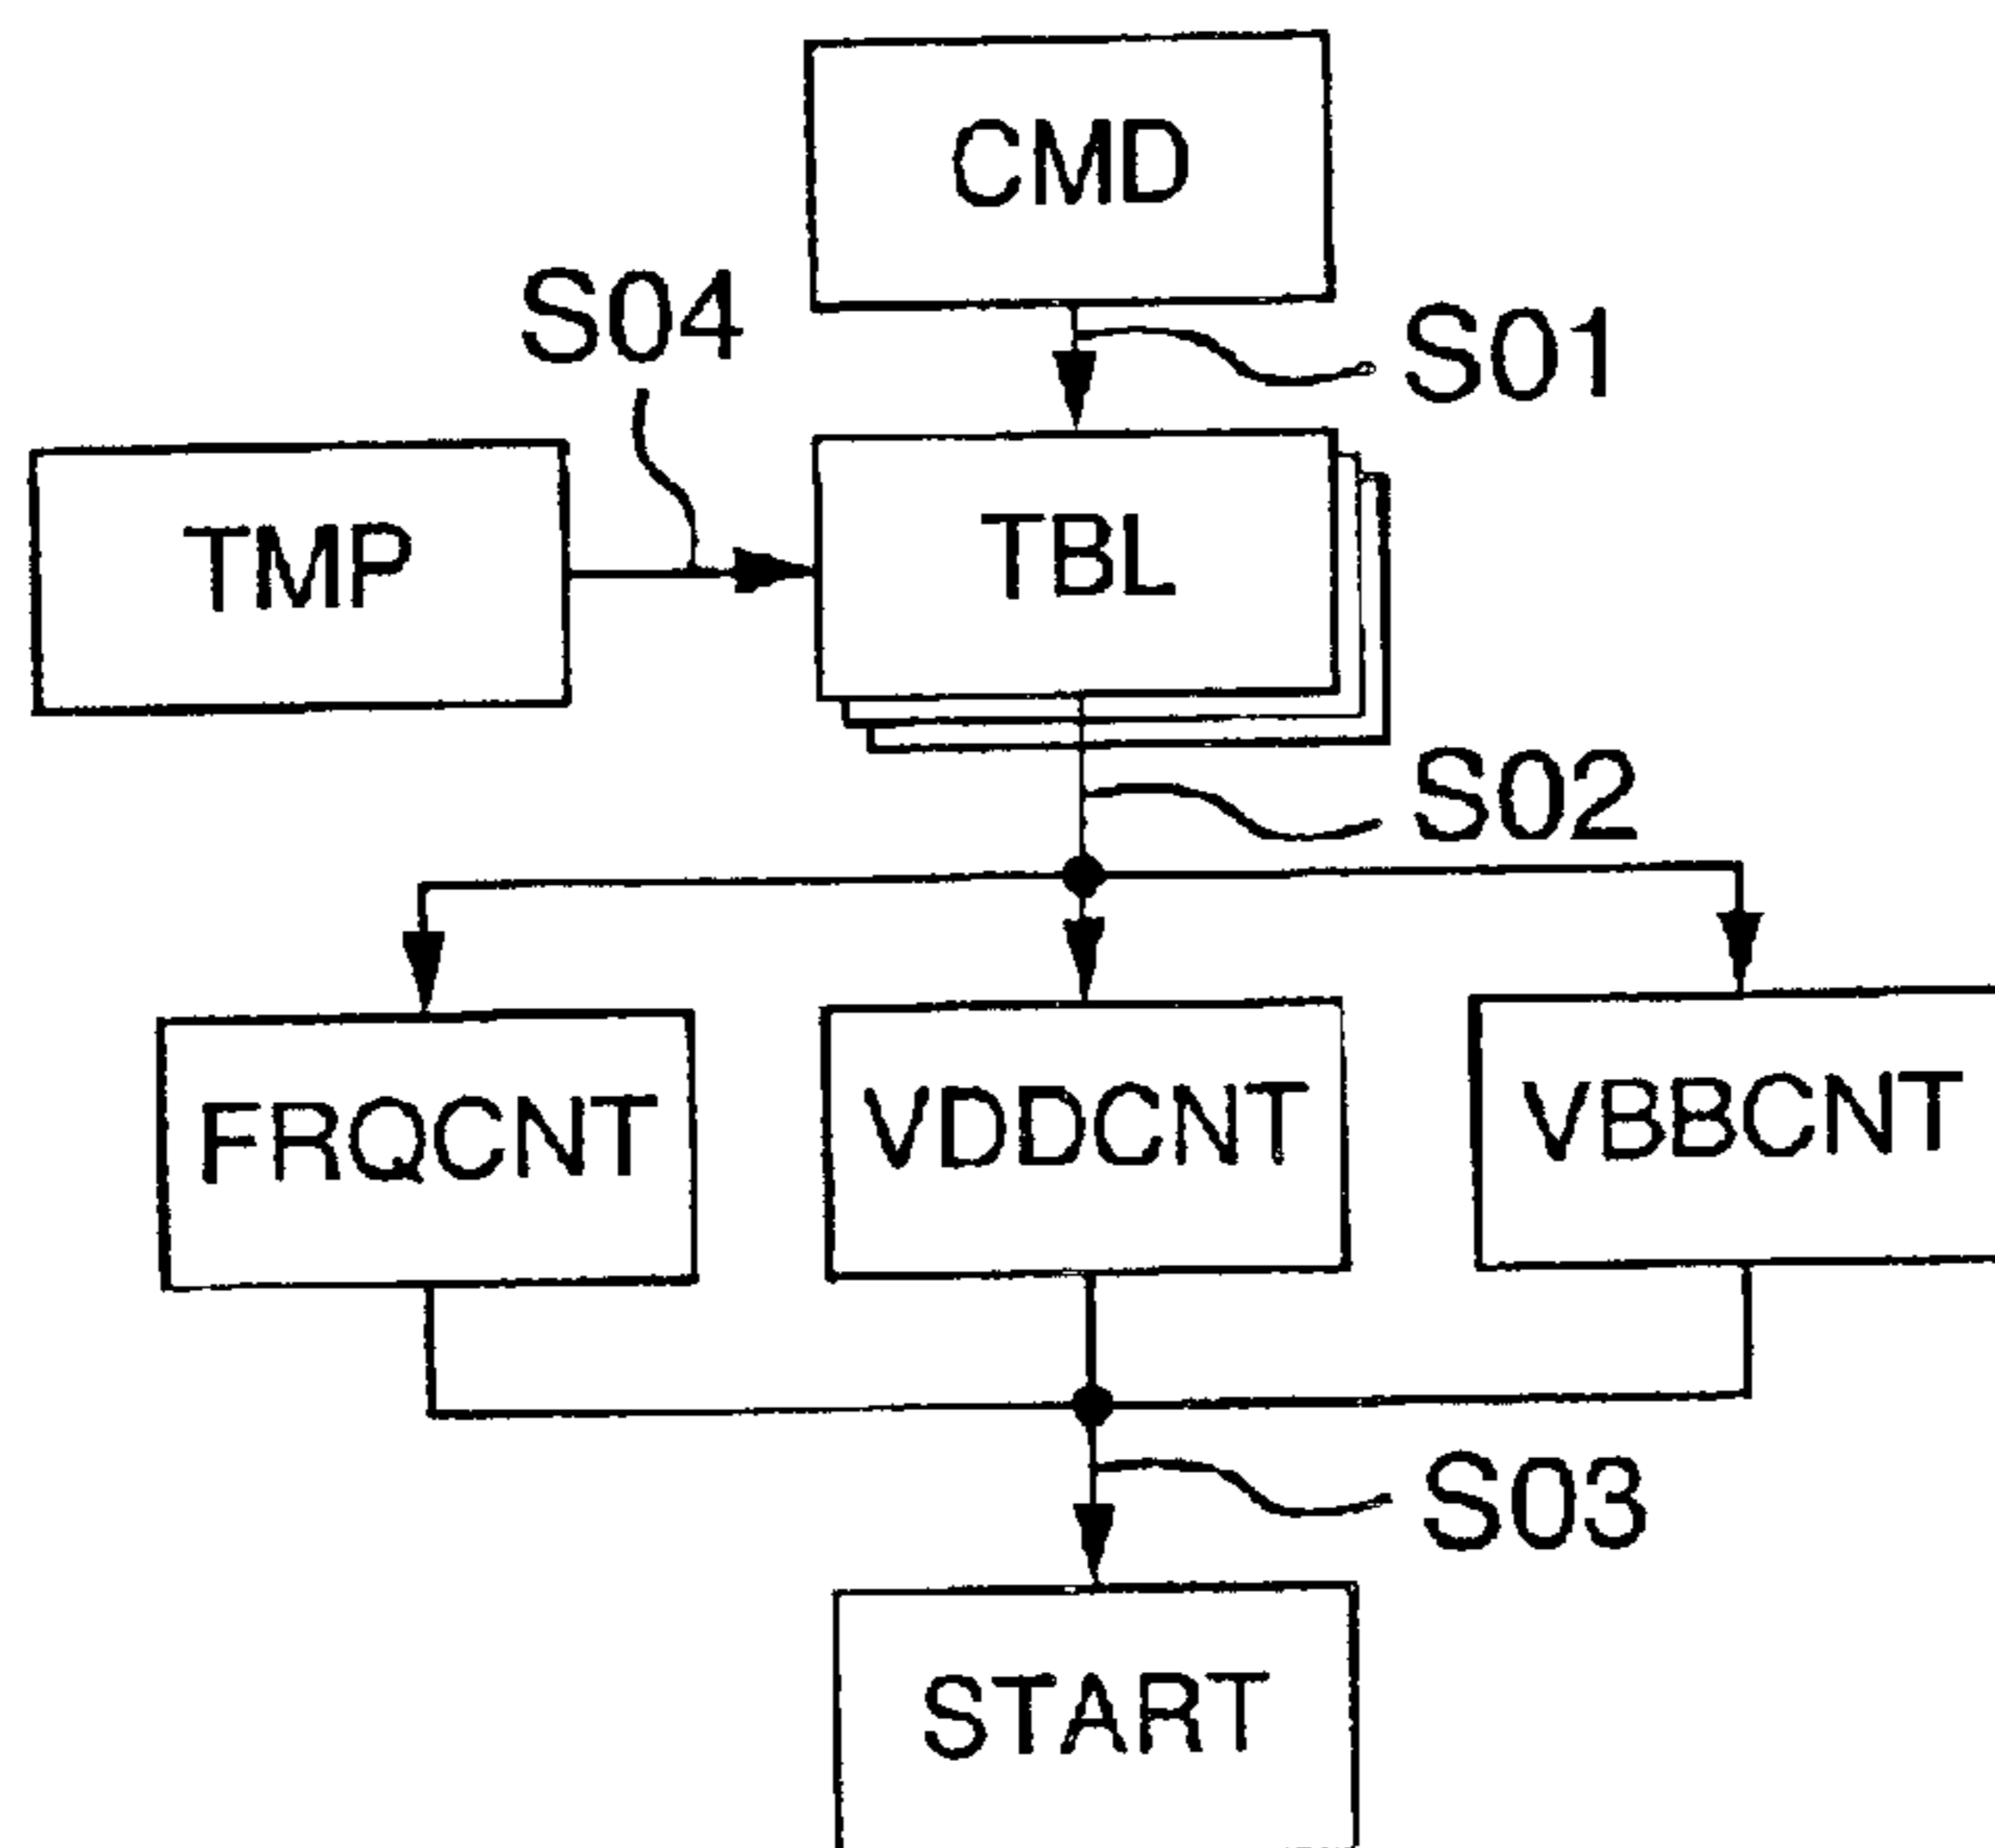 CMD
S04
S01
TMP
TBL
S02
FRQCNT
VDDCNT
VBBCNT
S03
START